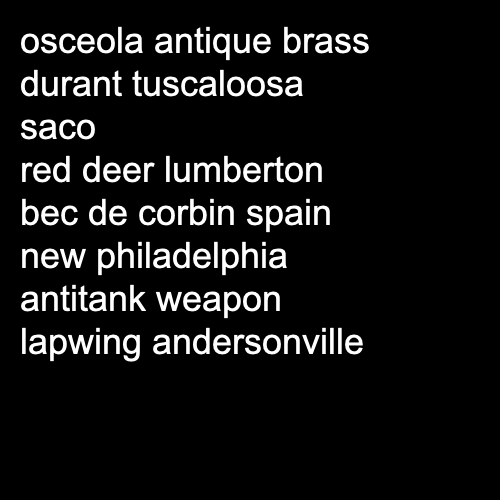 osceola antique brass
durant tuscaloosa
saco
red deer lumberton
bec de corbin spain
new philadelphia
antitank weapon
lapwing andersonville